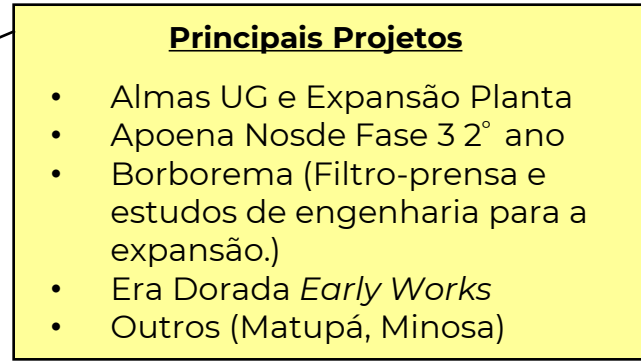 Principais Projetos
• Almas UG e Expansão Planta
• Apoena Nosde Fase 3 2° ano
• Borborema (Filtro-prensa e
estudos de engenharia para a
expansão.)
• Era Dorada Early Works
• Outros (Matupá, Minosa)